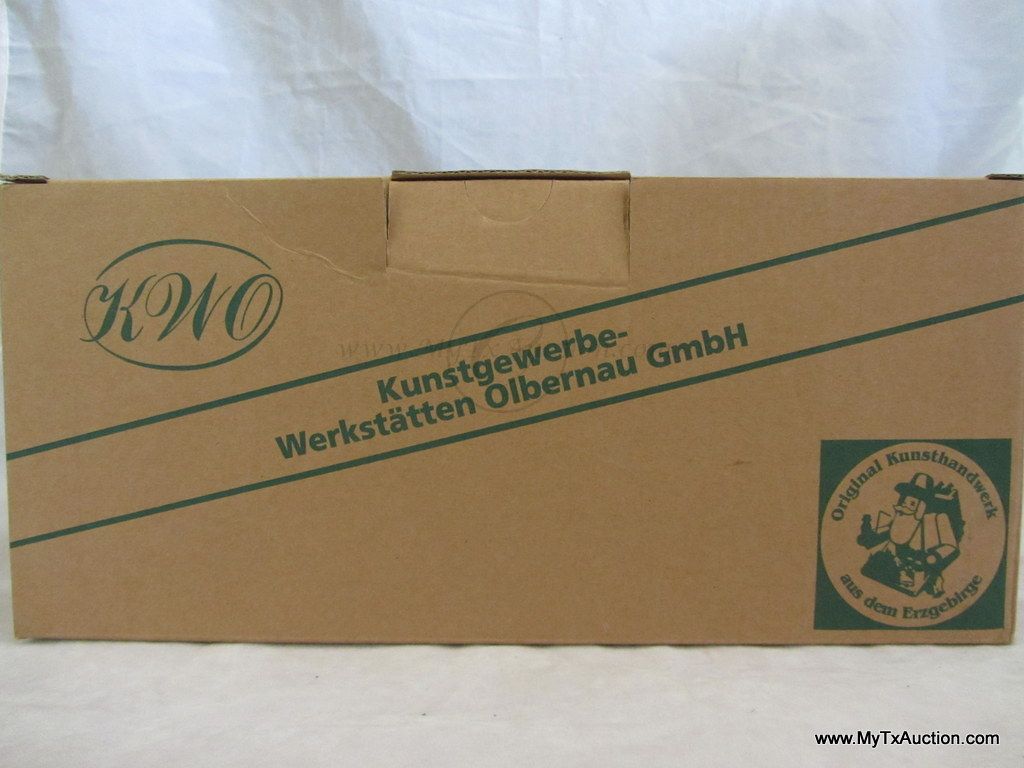 KWO
Kunstgewerbe-
Werkstätten Olbernau GmbH
Original Kunsthandwerk
aus dem Erzgebirge
www.MyTxAuction.com